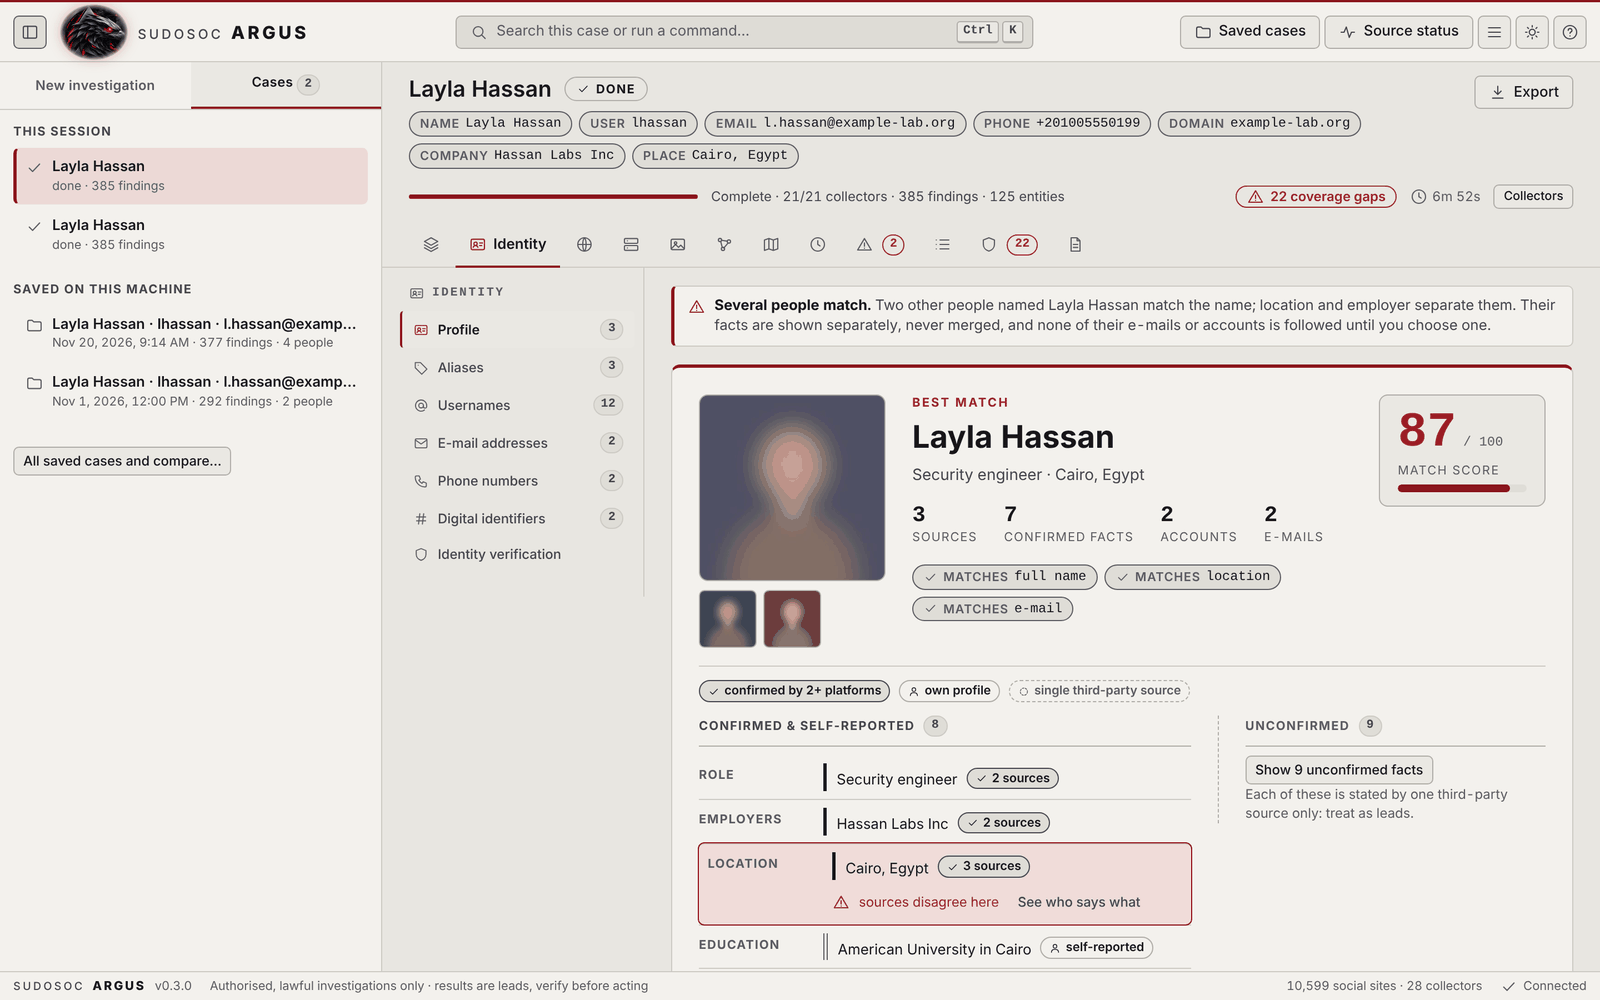 SUDOSOC ARGUS
Search this case or run a command...
Ctrl K
Saved cases
Source status
New investigation
Cases 2
THIS SESSION
Layla Hassan
done · 385 findings
Layla Hassan
done · 385 findings
SAVED ON THIS MACHINE
Layla Hassan · lhassan · l.hassan@examp...
Nov 20, 2026, 9:14 AM · 377 findings · 4 people
Layla Hassan · lhassan · l.hassan@examp...
Nov 1, 2026, 12:00 PM · 292 findings · 2 people
All saved cases and compare...
Layla Hassan
DONE
Export
NAME Layla Hassan
USER lhassan
EMAIL l.hassan@example-lab.org
PHONE +201005550199
DOMAIN example-lab.org
COMPANY Hassan Labs Inc
PLACE Cairo, Egypt
Complete · 21/21 collectors · 385 findings · 125 entities
22 coverage gaps
6m 52s
Collectors
Identity
2
22
IDENTITY
Profile 3
Aliases 3
Usernames 12
E-mail addresses 2
Phone numbers 2
Digital identifiers 2
Identity verification
Several people match. Two other people named Layla Hassan match the name; location and employer separate them. Their
facts are shown separately, never merged, and none of their e-mails or accounts is followed until you choose one.
BEST MATCH
Layla Hassan
Security engineer · Cairo, Egypt
3 SOURCES
7 CONFIRMED FACTS
2 ACCOUNTS
2 E-MAILS
MATCHES full name
MATCHES location
MATCHES e-mail
87 / 100
MATCH SCORE
confirmed by 2+ platforms
own profile
single third-party source
CONFIRMED & SELF-REPORTED 8
ROLE
Security engineer 2 sources
EMPLOYERS
Hassan Labs Inc 2 sources
LOCATION
Cairo, Egypt 3 sources
sources disagree here See who says what
EDUCATION
American University in Cairo self-reported
UNCONFIRMED 9
Show 9 unconfirmed facts
Each of these is stated by one third-party
source only: treat as leads.
SUDOSOC ARGUS v0.3.0 Authorised, lawful investigations only · results are leads, verify before acting
10,599 social sites · 28 collectors
Connected